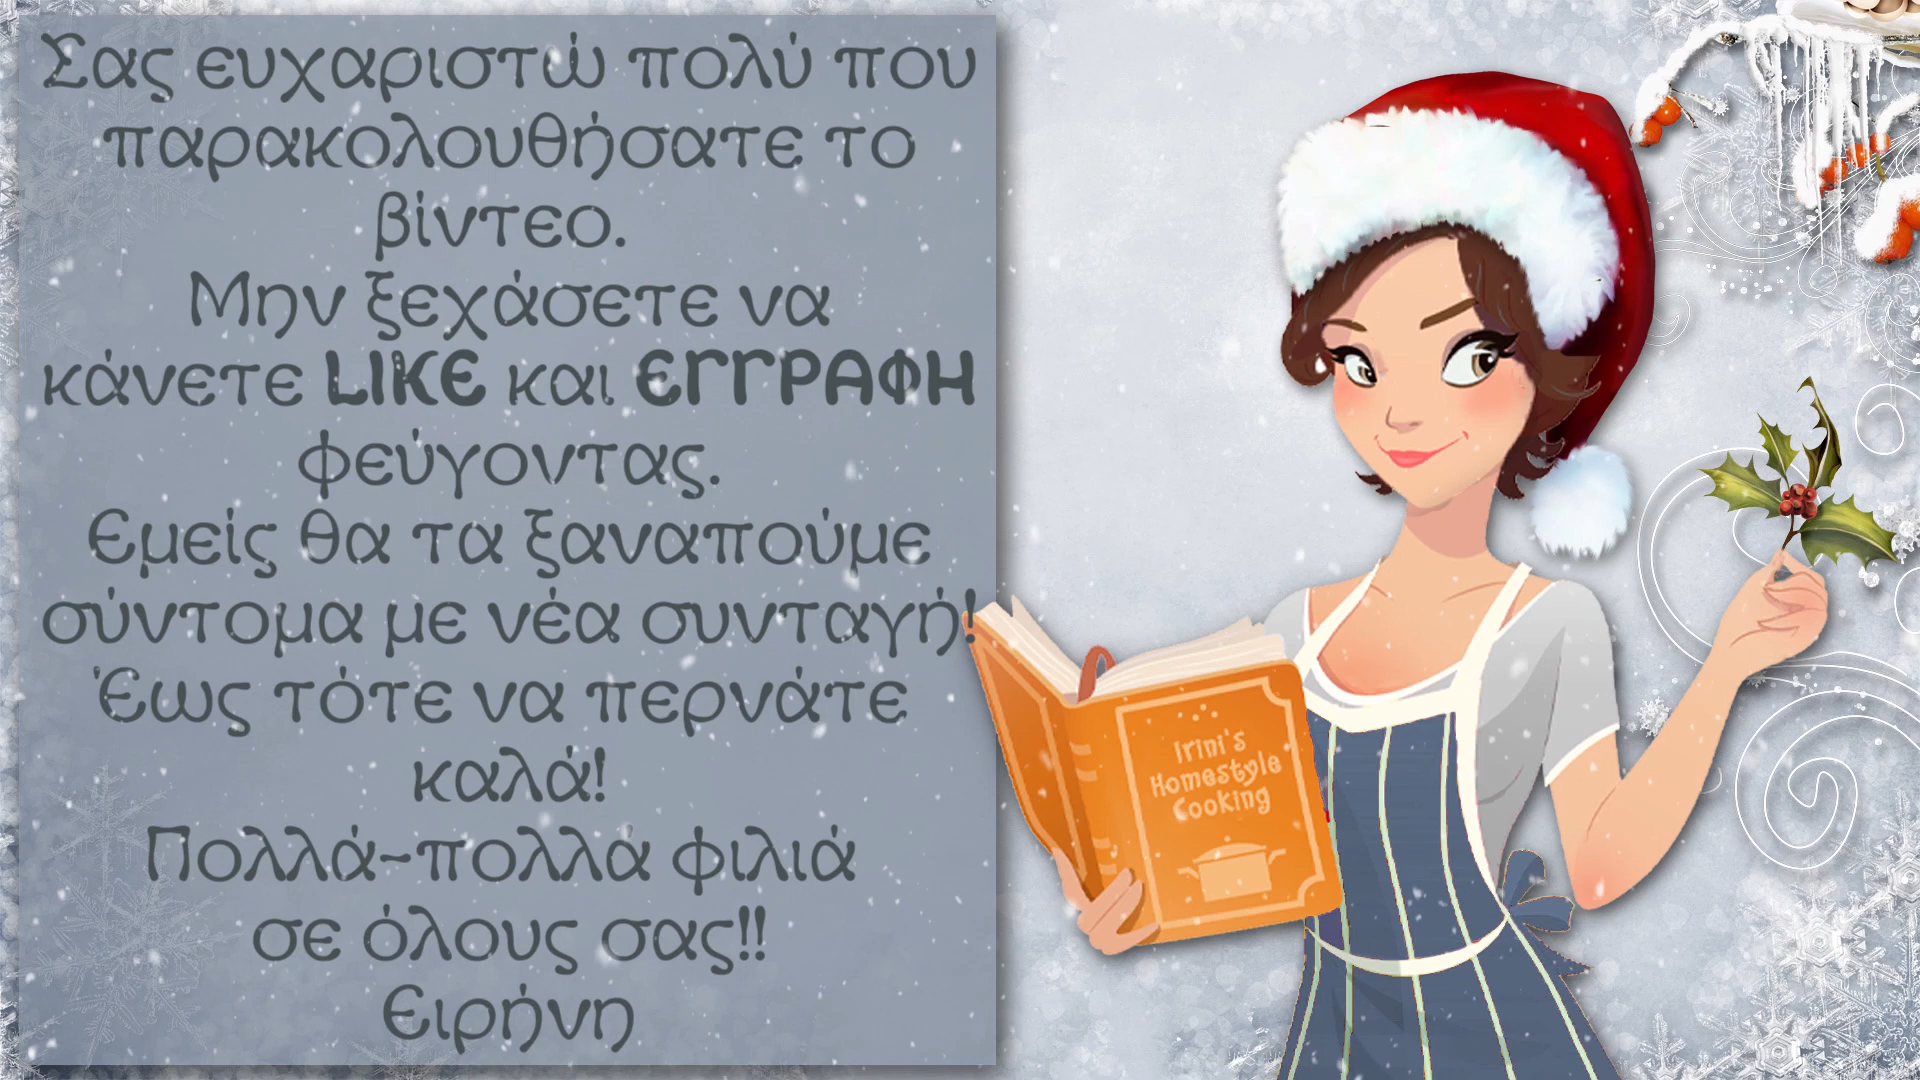 Σας ευχαριστώ πολύ που
παρακολουθήσατε το
βίντεο.
Μην ξεχάσετε να
κάνετε LIKE και ΕΓΓΡΑΦΗ
φεύγοντας.
Εμείς θα τα ξαναπούμε
σύντομα με νέα συνταγή!
Έως τότε να περνάτε
καλά!
Πολλά-πολλά φιλιά
σε όλους σας!!
Ειρήνη
Irini's
Homestyle
Cooking